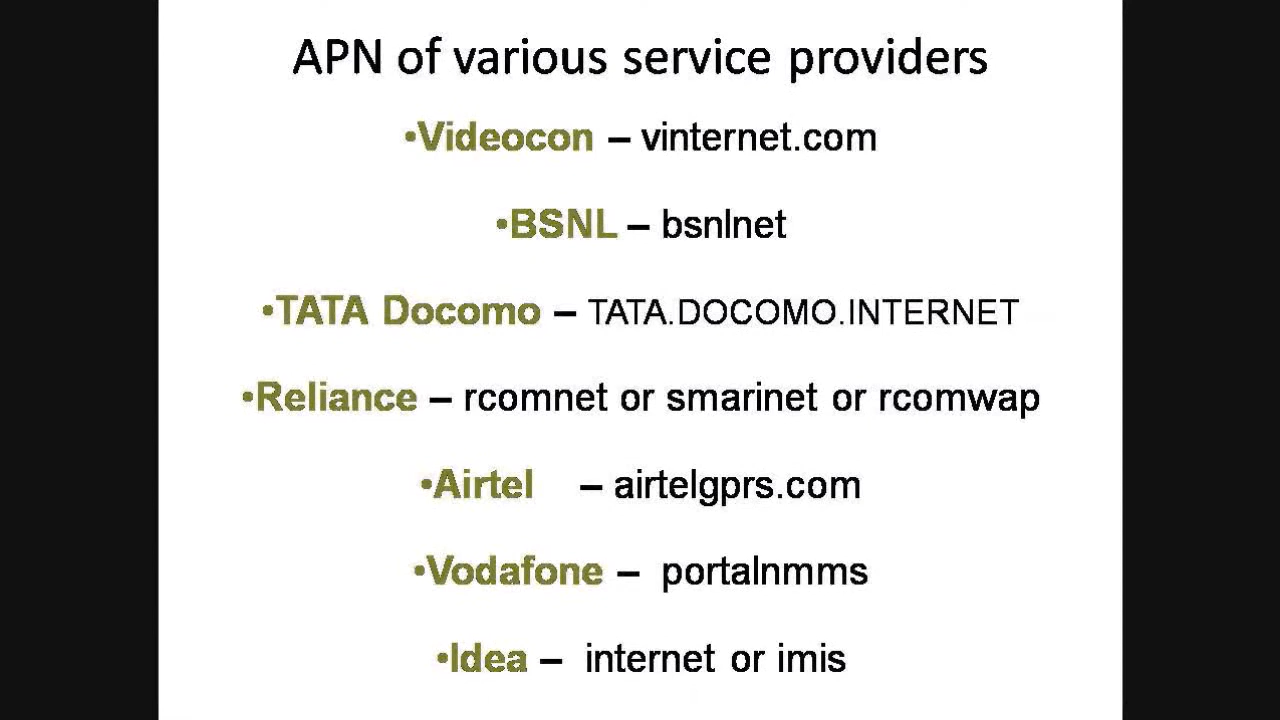 APN of various service providers
•Videocon – vinternet.com
•BSNL – bsnlnet
•TATA Docomo – TATA.DOCOMO.INTERNET
•Reliance – rcomnet or smarinet or rcomwap
•Airtel – airtelgprs.com
•Vodafone – portalnmms
•Idea – internet or imis